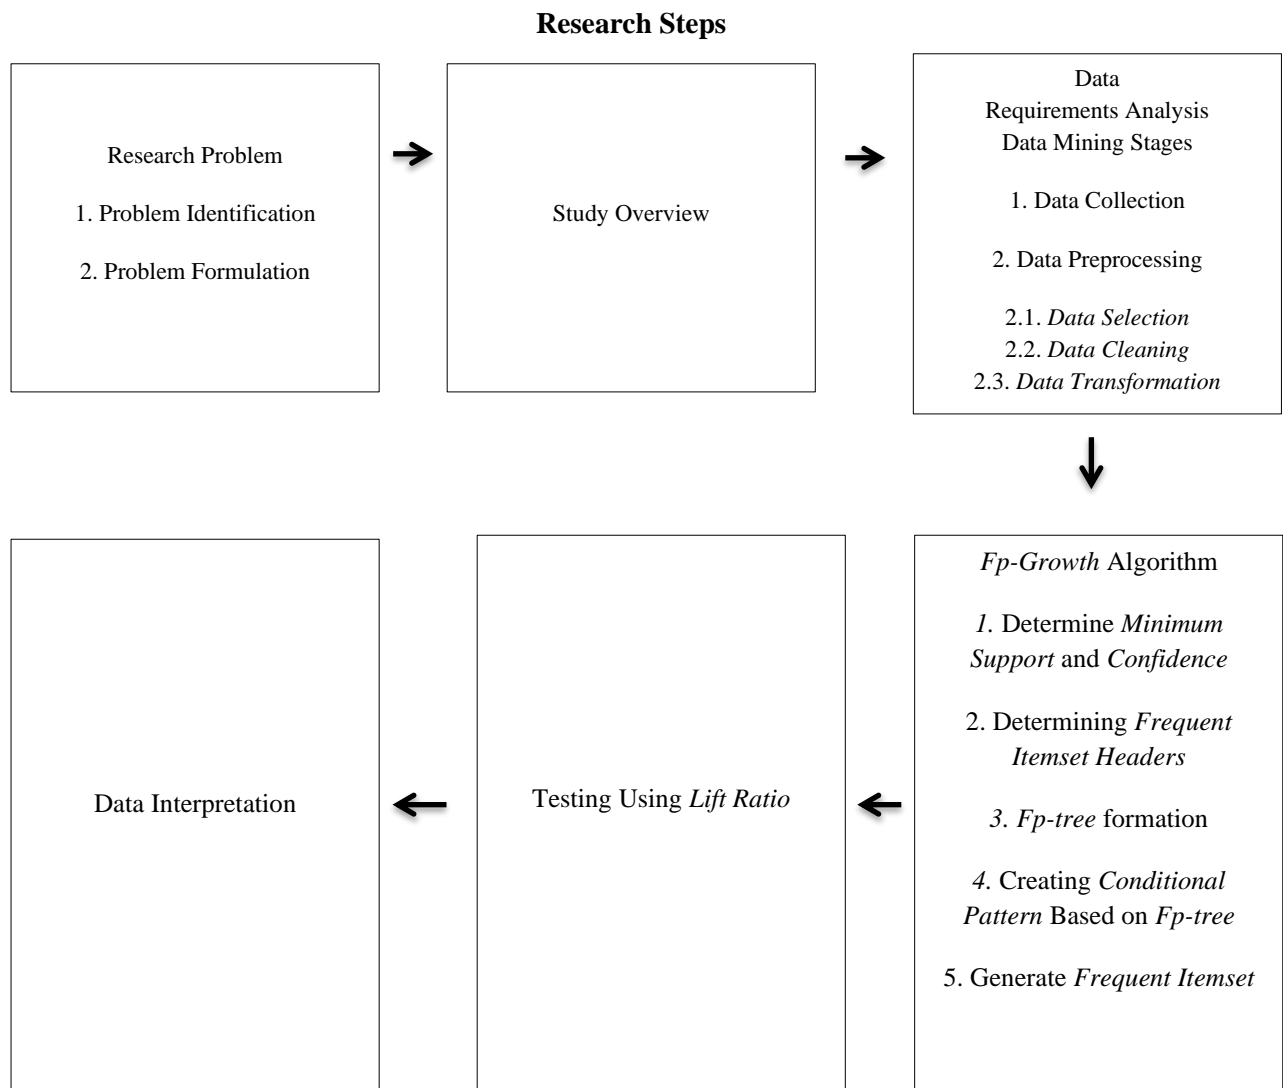 Research Steps
Research Problem
1. Problem Identification
2. Problem Formulation
Study Overview
Data
Requirements Analysis
Data Mining Stages
1. Data Collection
2. Data Preprocessing
2.1. Data Selection
2.2. Data Cleaning
2.3. Data Transformation
Fp-Growth Algorithm
1. Determine Minimum
Support and Confidence
2. Determining Frequent
Itemset Headers
3. Fp-tree formation
4. Creating Conditional
Pattern Based on Fp-tree
5. Generate Frequent Itemset
Testing Using Lift Ratio
Data Interpretation